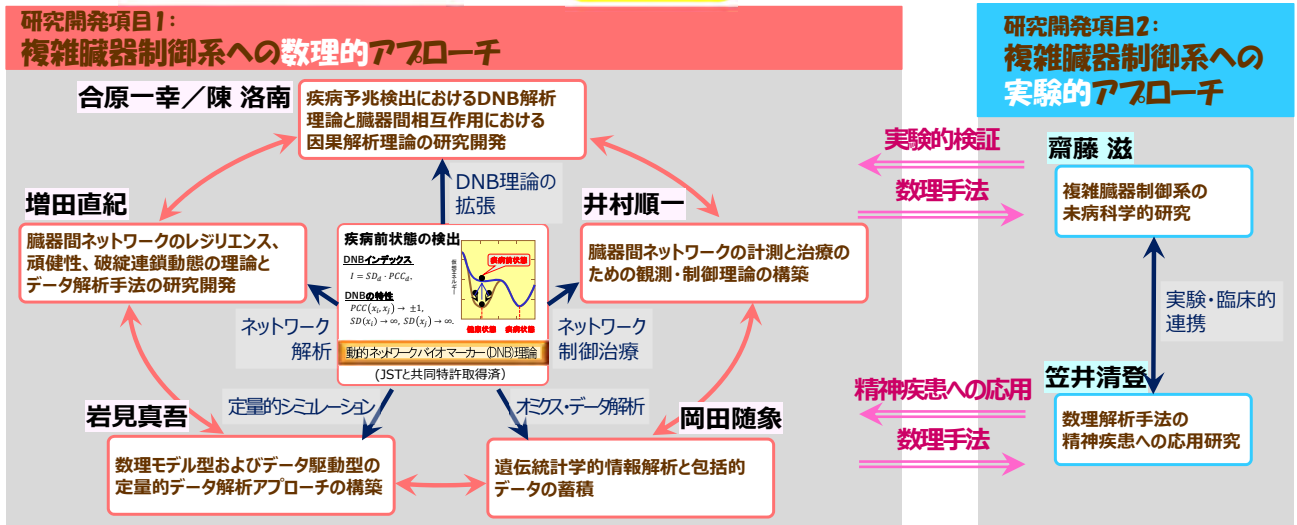 研究開発項目1:
複雑臓器制御系への数理的アプローチ
合原一幸／陳 洛南
疾病予兆検出におけるDNB解析
理論と臓器間相互作用における
因果解析理論の研究開発
DNB理論の
拡張
増田直紀
臓器間ネットワークのレジリエンス、
頑健性、破綻連鎖動態の理論と
データ解析手法の研究開発
井村順一
臓器間ネットワークの計測と治療の
ための観測・制御理論の構築
疾病前状態の検出
DNBインデックス
I = SD_d · PCC_d,
DNBの特性
PCC(x_i, x_j) → ±1,
SD(x_i) → ∞, SD(x_j) → ∞.
疾病前状態
健康状態 疾病状態
動的ネットワークバイオマーカー(DNB)理論
(JSTと共同特許取得済)
ネットワーク
解析
ネットワーク
制御治療
定量的シミュレーション
オミクス・データ解析
岩見真吾
数理モデル型およびデータ駆動型の
定量的データ解析アプローチの構築
岡田随象
遺伝統計学的情報解析と包括的
データの蓄積
実験的検証
数理手法
精神疾患への応用
数理手法
研究開発項目2:
複雑臓器制御系への
実験的アプローチ
齋藤 滋
複雑臓器制御系の
未病科学的研究
実験・臨床的
連携
笠井清登
数理解析手法の
精神疾患への応用研究